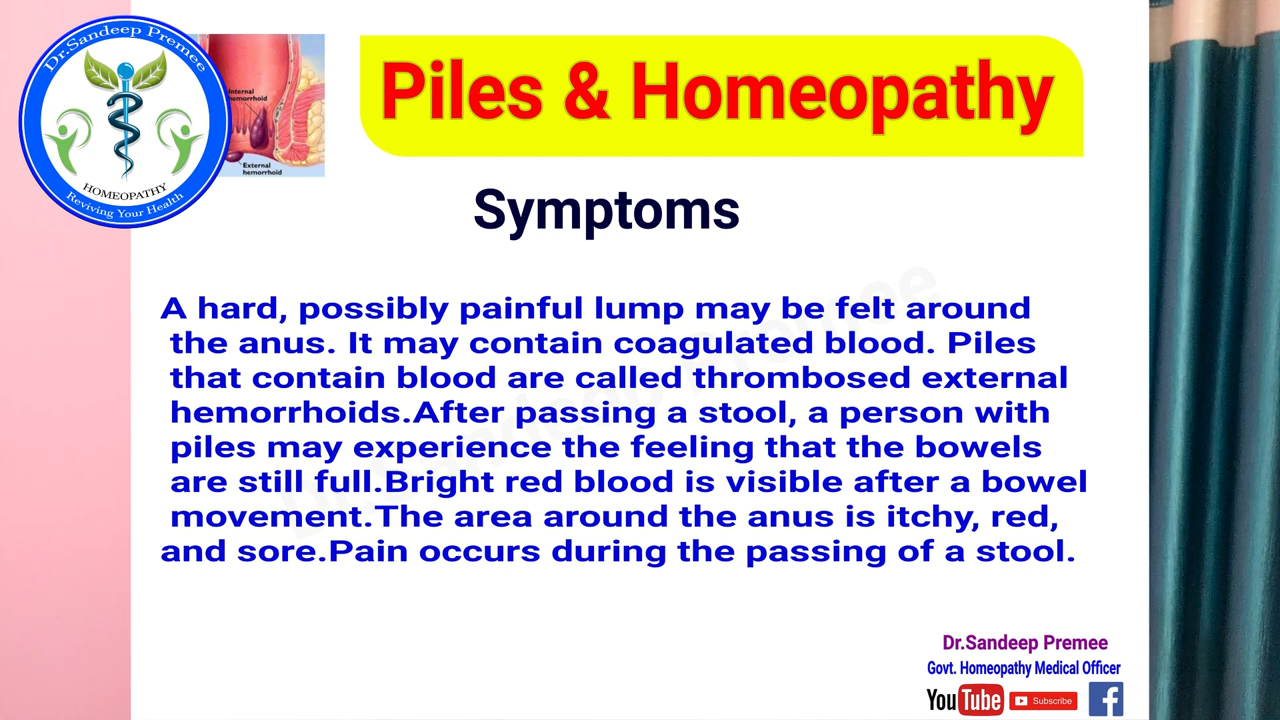 Dr.Sandeep Premee
HOMEOPATHY
Reviving Your Health
Internal
hemorrhoid
External
hemorrhoid
Piles & Homeopathy
Symptoms
A hard, possibly painful lump may be felt around
the anus. It may contain coagulated blood. Piles
that contain blood are called thrombosed external
hemorrhoids.After passing a stool, a person with
piles may experience the feeling that the bowels
are still full.Bright red blood is visible after a bowel
movement.The area around the anus is itchy, red,
and sore.Pain occurs during the passing of a stool.
Dr.Sandeep Premee
Govt. Homeopathy Medical Officer
YouTube
Subscribe
f